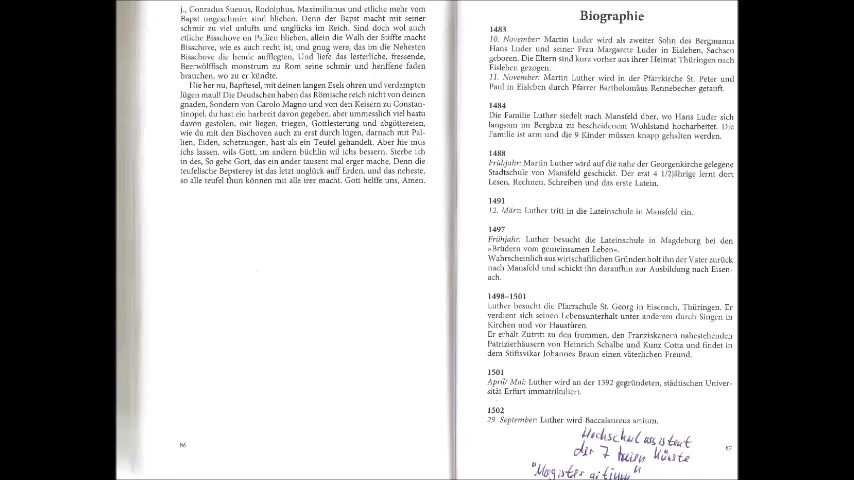 j., Conradus Sueuus, Rodolphus, Maximilianus und etliche mehr vom
Bapst ungeschmirt sind blieben. Denn der Bapst macht mit seiner
schmir zu viel unlufts und unglücks im Reich. Sind doch wol auch
etliche Bisschove on Pallien blieben, allein die Walh der Stiffte macht
Bisschove, wie es auch recht ist, und gnug were, das im die Nehesten
Bisschove die hende aufflegten. Und liefe das lesterliche, fressende,
Beerwölffisch monstrum zu Rom seine schmir und henffene faden
brauchen, wo zu er kündte.
Hie her nu, Bapftesel, mit deinen langen Esels ohren und verdampten
lügen maul! Die Deudschen haben das Römische reich nicht von deinen
gnaden, Sondern von Carolo Magno und von den Keisern zu Constan-
tinopel, du hast ein harbreit davon gegeben, aber unmesslich viel hastu
davon gestolen, mit liegen, triegen, Gottlesterung und abgöttereien,
wie du mit den Bischoven auch zu erst durch lügen, darnach mit Pal-
lien, Eiden, schetzungen, hast als ein Teufel gehandelt. Aber hie mus
ichs lassen, wils Gott, im andern büchlin wil ichs bessern. Sterbe ich
in des, So gebe Gott, das ein ander tausent mal erger mache, Denn die
teufelische Bepsterey ist das letzt unglück auff Erden, und das neheste,
so alle teufel thun können mit alle irer macht. Gott helffe uns, Amen.
86
Biographie
1483
10. November: Martin Luder wird als zweiter Sohn des Bergmanns
Hans Luder und seiner Frau Margarete Luder in Eisleben, Sachsen
geboren. Die Eltern sind kurz vorher aus ihrer Heimat Thüringen nach
Eisleben gezogen.
11. November: Martin Luther wird in der Pfarrkirche St. Peter und
Paul in Eisleben durch Pfarrer Bartholomäus Rennebecher getauft.
1484
Die Familie Luther siedelt nach Mansfeld über, wo Hans Luder sich
langsam im Bergbau zu bescheidenem Wohlstand hocharbeitet. Die
Familie ist arm und die 9 Kinder müssen knapp gehalten werden.
1488
Frühjahr: Martin Luther wird auf die nahe der Georgenkirche gelegene
Stadtschule von Mansfeld geschickt. Der erst 4 1/2jährige lernt dort
Lesen, Rechnen, Schreiben und das erste Latein.
1491
12. März: Luther tritt in die Lateinschule in Mansfeld ein.
1497
Frühjahr: Luther besucht die Lateinschule in Magdeburg bei den
»Brüdern vom gemeinsamen Leben«.
Wahrscheinlich aus wirtschaftlichen Gründen holt ihn der Vater zurück
nach Mansfeld und schickt ihn daraufhin zur Ausbildung nach Eisen-
ach.
1498–1501
Luther besucht die Pfarrschule St. Georg in Eisenach, Thüringen. Er
verdient sich seinen Lebensunterhalt unter anderem durch Singen in
Kirchen und vor Haustüren.
Er erhält Zutritt zu den frommen, den Franziskanern nahestehenden
Patrizierhäusern von Heinrich Schalbe und Kunz Cotta und findet in
dem Stiftsvikar Johannes Braun einen väterlichen Freund.
1501
April/ Mai: Luther wird an der 1392 gegründeten, städtischen Univer-
sität Erfurt immatrikuliert.
1502
29. September: Luther wird Baccalaureus artium.
Hochschulassistent
der 7 freien Künste
87
"Magister artium"